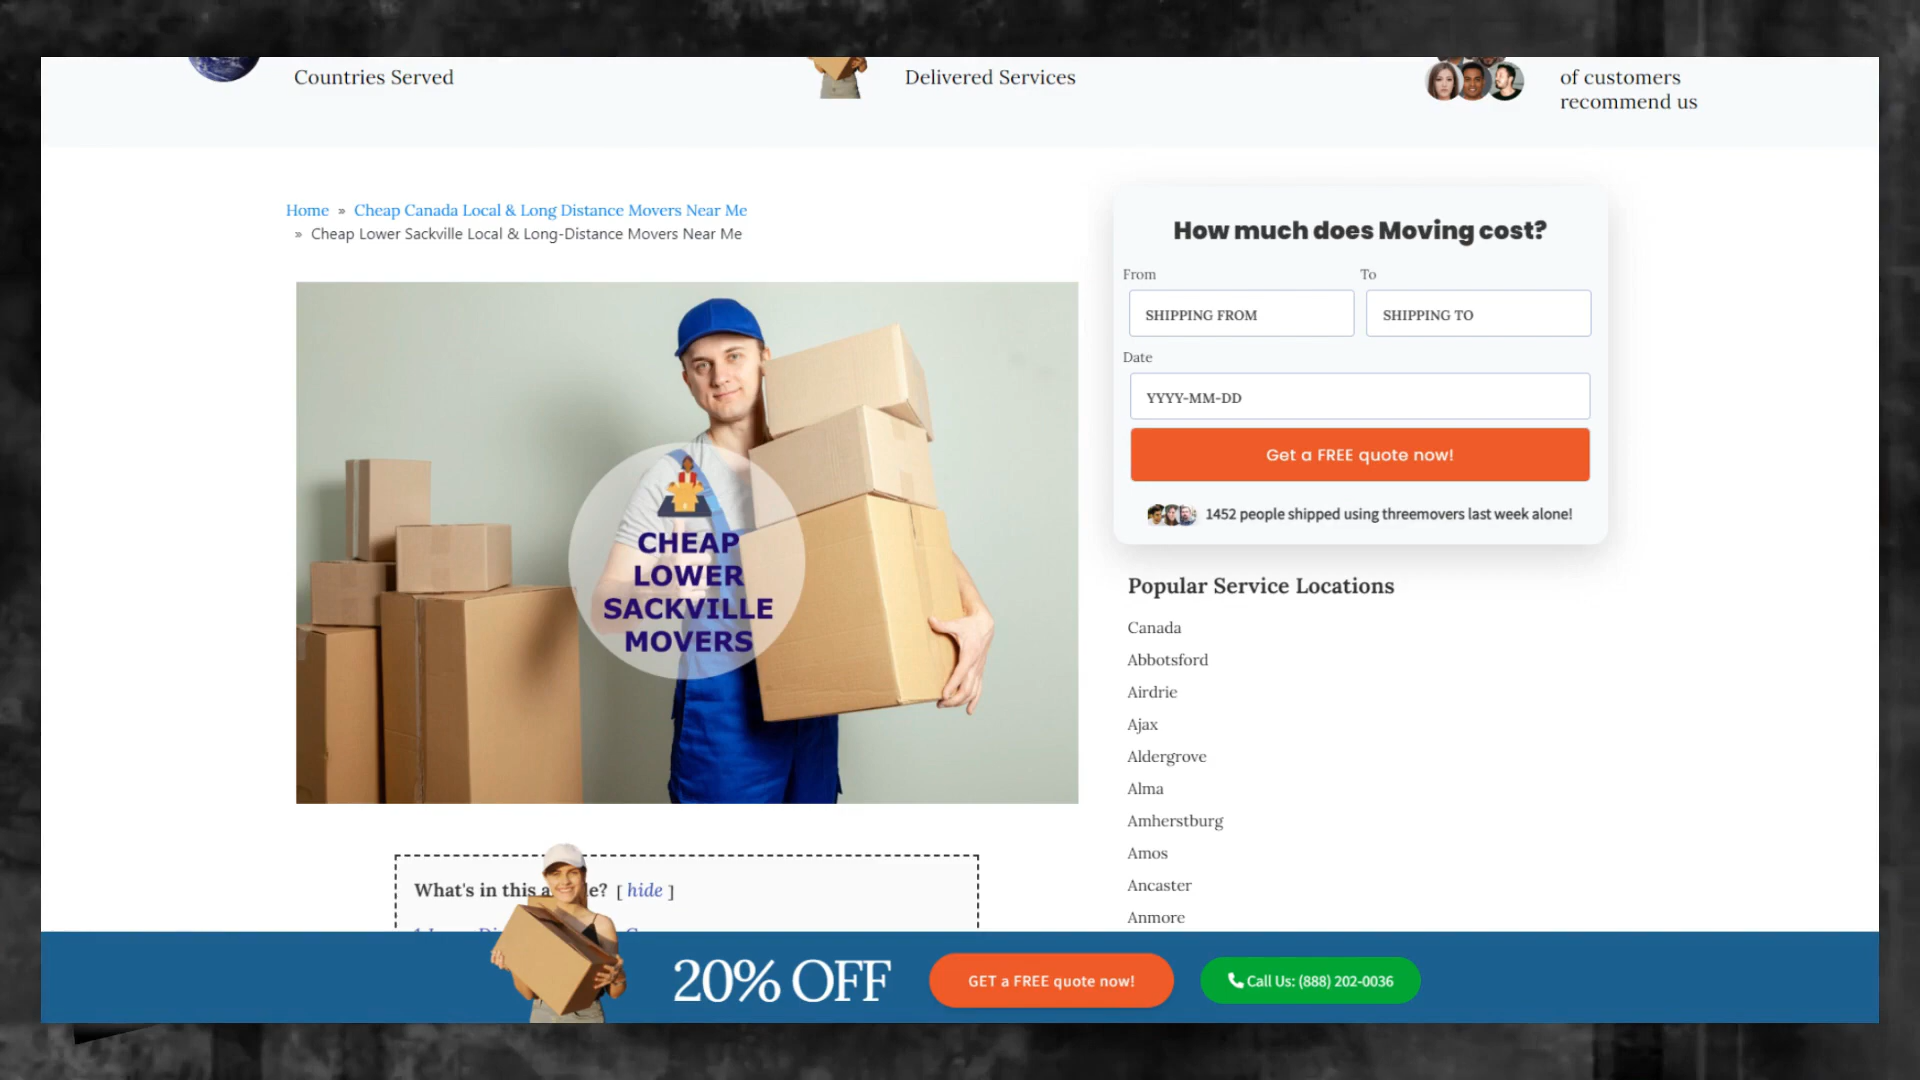 Countries Served
Delivered Services
of customers
recommend us
Home » Cheap Canada Local & Long Distance Movers Near Me
» Cheap Lower Sackville Local & Long-Distance Movers Near Me
CHEAP
LOWER
SACKVILLE
MOVERS
How much does Moving cost?
From
To
SHIPPING FROM
SHIPPING TO
Date
YYYY-MM-DD
Get a FREE quote now!
1452 people shipped using threemovers last week alone!
Popular Service Locations
Canada
Abbotsford
Airdrie
Ajax
Aldergrove
Alma
Amherstburg
Amos
Ancaster
Anmore
What's in this a e? [ hide ]
20% OFF
GET a FREE quote now!
Call Us: (888) 202-0036